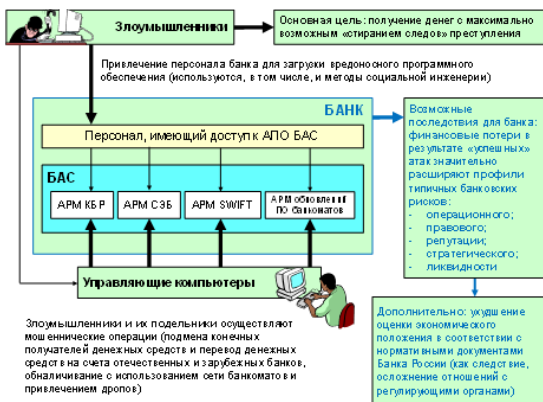 Злоумышленники
Основная цель: получение денег с максимально
возможным «стиранием следов» преступления
Привлечение персонала банка для загрузки вредоносного программного
обеспечения (используются, в том числе, и методы социальной инженерии)
БАНК
Персонал, имеющий доступ к АПО БАС
БАС
АРМ КБР
АРМ СЭБ
АРМ SWIFT
АРМ обновлений
ПО банкоматов
Управляющие компьютеры
Злоумышленники и их подельники осуществляют
мошеннические операции (подмена конечных
получателей денежных средств и перевод денежных
средств на счета отечественных и зарубежных банков,
обналичивание с использованием сети банкоматов и
привлечением дропов)
Возможные
последствия для банка:
финансовые потери в
результате «успешных»
атак значительно
расширяют профили
типичных банковских
рисков:
- операционного;
- правового;
- репутации;
- стратегического;
- ликвидности
Дополнительно: ухудшение
оценки экономического
положения в соответствии с
нормативными документами
Банка России (как следствие,
осложнение отношений с
регулирующими органами)